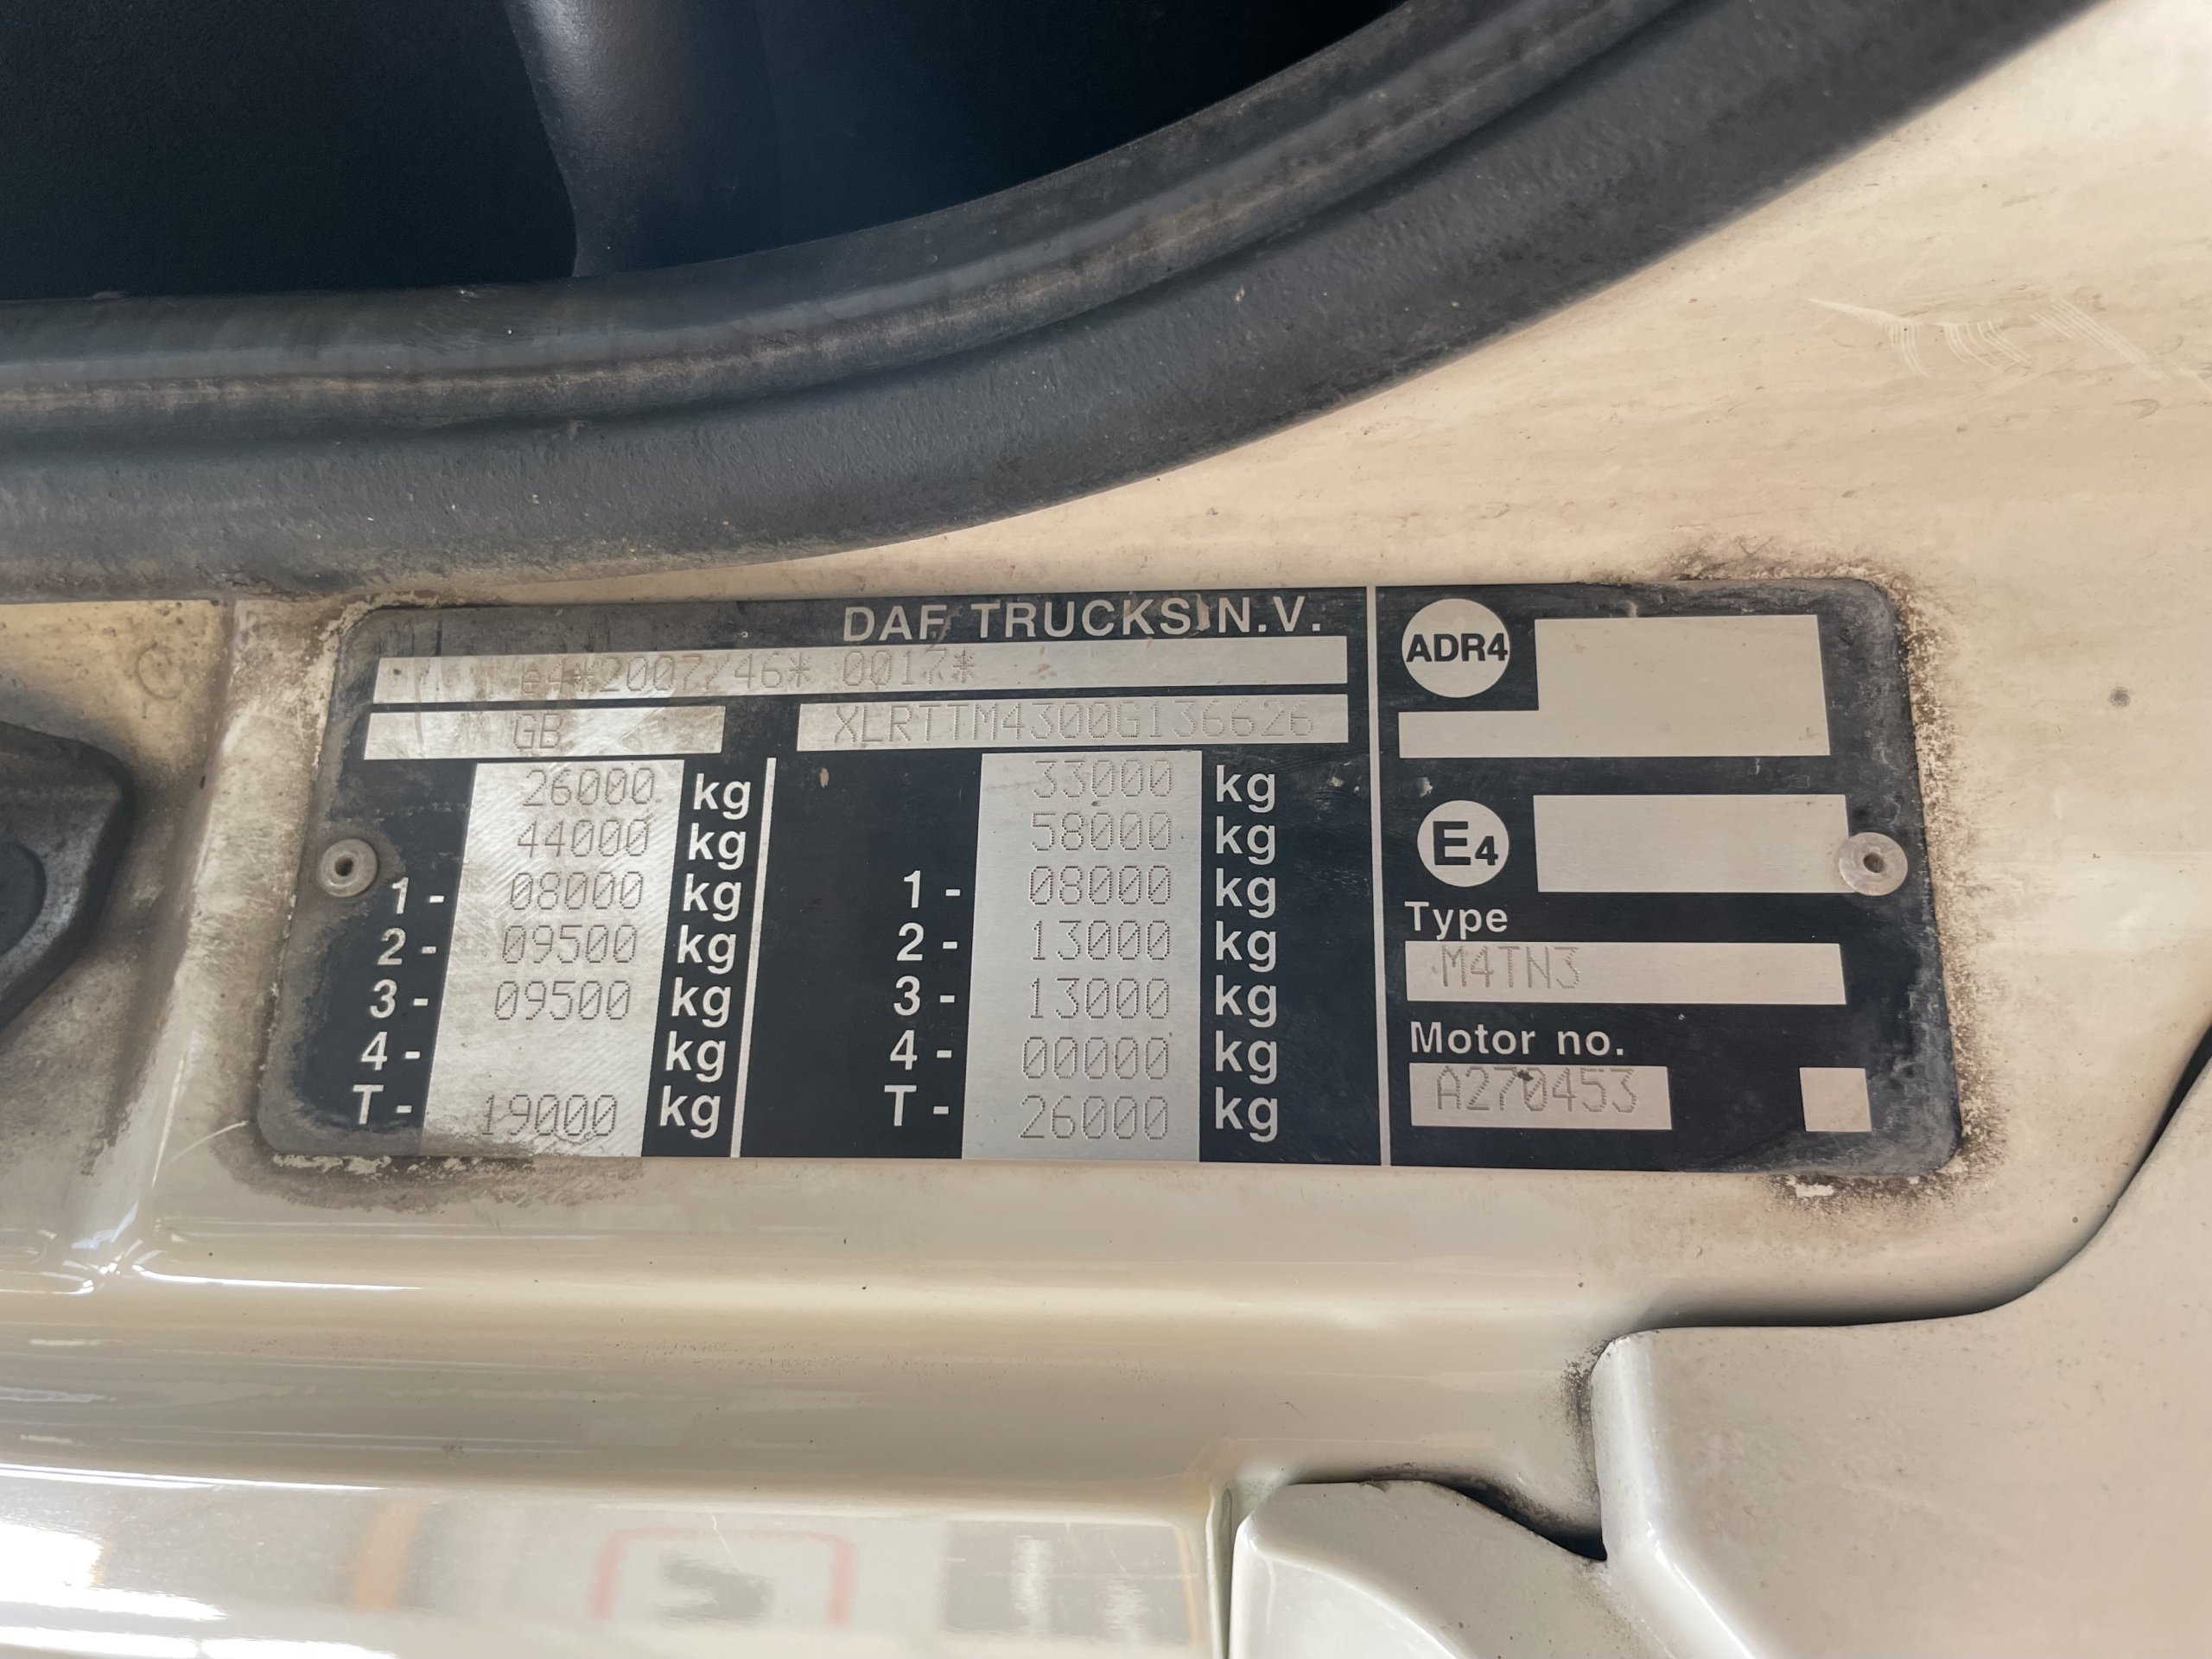 DAF TRUCKS N.V.
e4*2007/46* 0017*
GB XLRTTM4300G136626
26000 kg 33000 kg
44000 kg 58000 kg
1- 08000 kg 1- 08000 kg
2- 09500 kg 2- 13000 kg
3- 09500 kg 3- 13000 kg
4- kg 4- 00000 kg
T- 19000 kg T- 26000 kg
ADR4
E4
Type
M4TN3
Motor no.
A270453